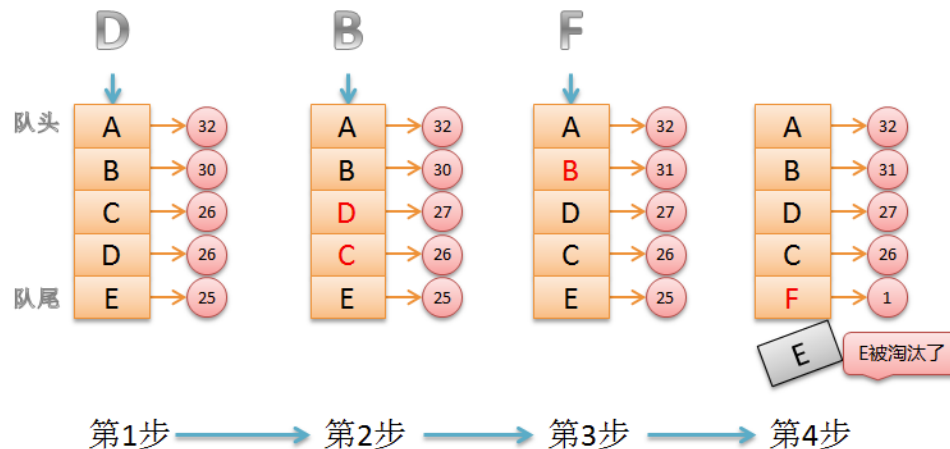 D B F
队头 A 32 A 32 A 32 A 32
B 30 B 30 B 31 B 31
C 26 D 27 D 27 D 27
D 26 C 26 C 26 C 26
队尾 E 25 E 25 E 25 F 1
E E被淘汰了
第1步 第2步 第3步 第4步